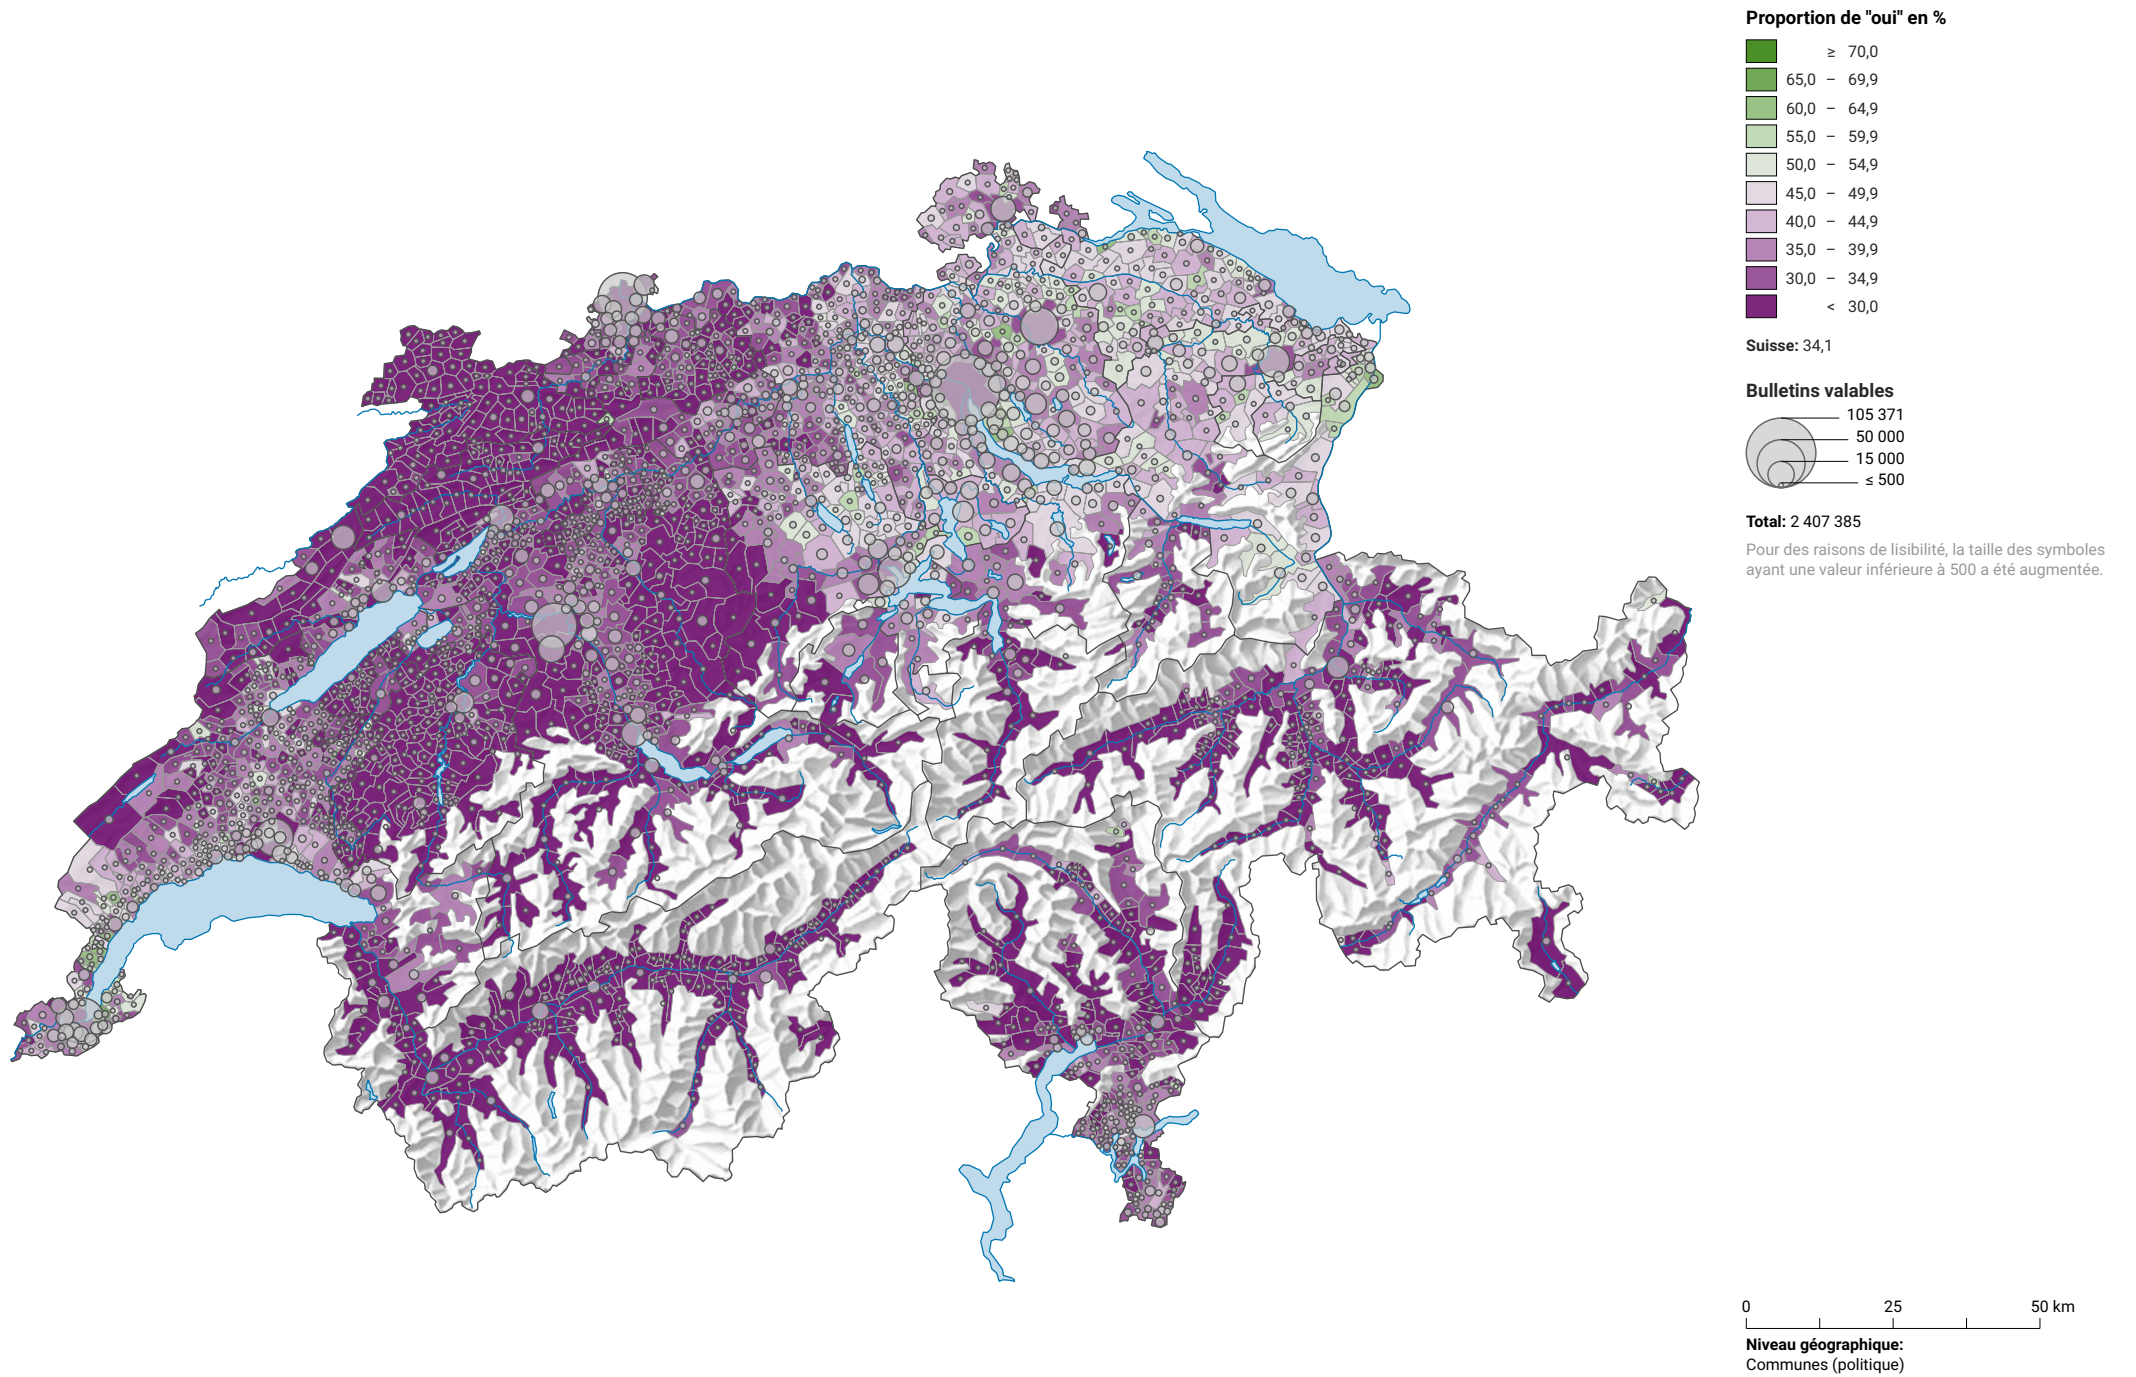 Proportion de "oui" en %
≥ 70,0
65,0 – 69,9
60,0 – 64,9
55,0 – 59,9
50,0 – 54,9
45,0 – 49,9
40,0 – 44,9
35,0 – 39,9
30,0 – 34,9
< 30,0
Suisse: 34,1
Bulletins valables
105 371
50 000
15 000
≤ 500
Total: 2 407 385
Pour des raisons de lisibilité, la taille des symboles
ayant une valeur inférieure à 500 a été augmentée.
0 25 50 km
Niveau géographique:
Communes (politique)